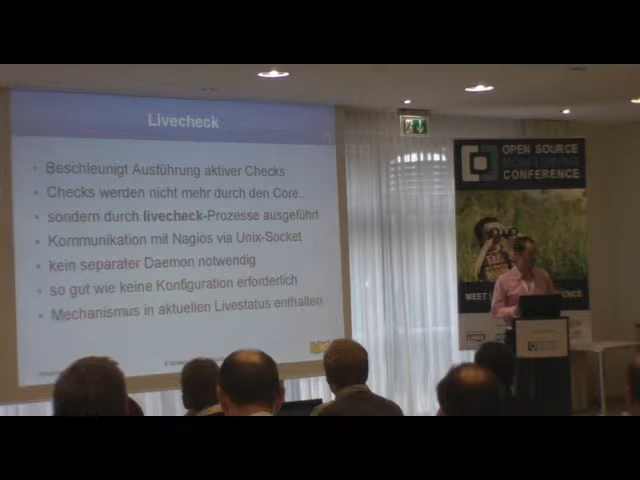 Livecheck
Beschleunigt Ausführung aktiver Checks
Checks werden nicht mehr durch den Core..
sondern durch livecheck-Prozesse ausgeführt
Kommunikation mit Nagios via Unix-Socket
kein separater Daemon notwendig
so gut wie keine Konfiguration erforderlich
Mechanismus in aktuellen Livestatus enthalten
OPEN SOURCE
MONITORING
CONFERENCE
MEET